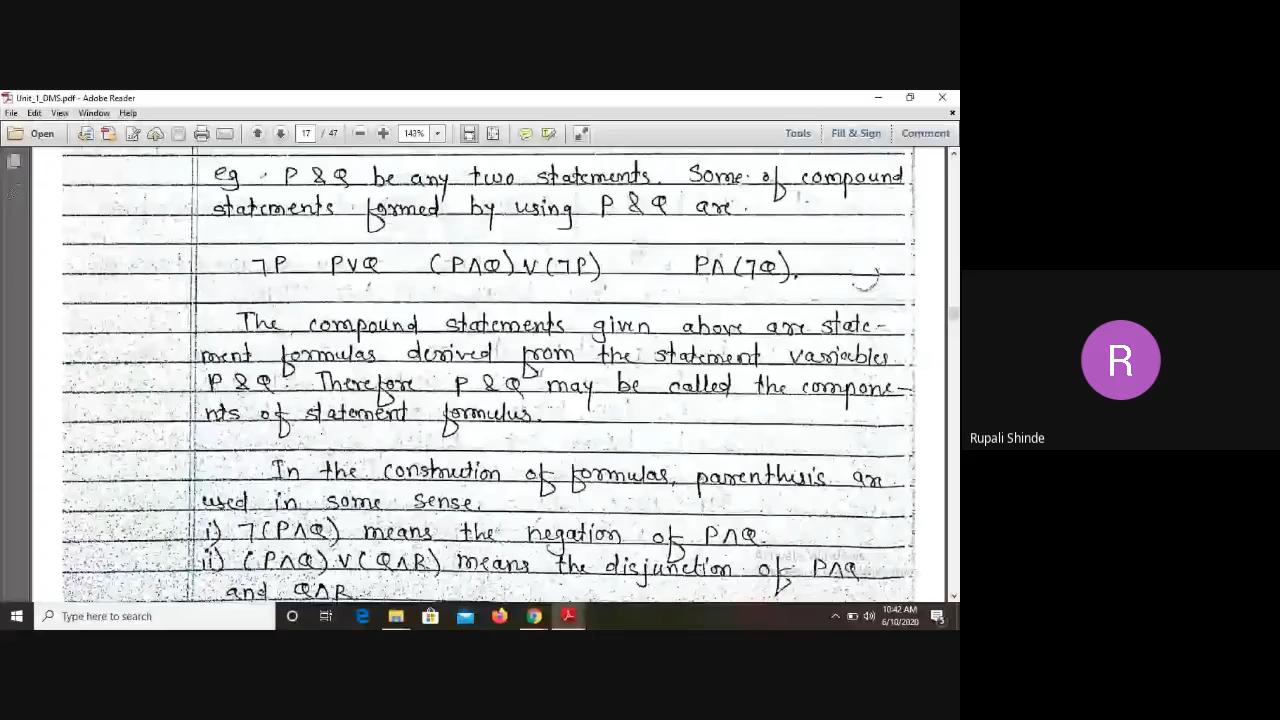 Unit_1_DMS.pdf - Adobe Reader
File Edit View Window Help
Open 17 / 47 143% Tools Fill & Sign Comment
eg. P & Q be any two statements. Some of compound
statements formed by using P & Q are.
¬P P∨Q (P∧Q)∨(¬P) P∧(¬Q).
The compound statements given above are state-
ment formulas derived from the statement variables
P & Q. Therefore P & Q may be called the compone-
nts of statement formulus.
In the constrution of formulas, parenthisis are
used in some sense.
i) ¬(P∧Q) means the negation of P∧Q.
ii) (P∧Q)∨(Q∧R) means the disjunction of P∧Q
and Q∧R
R
Rupali Shinde
Type here to search
10:42 AM
6/10/2020